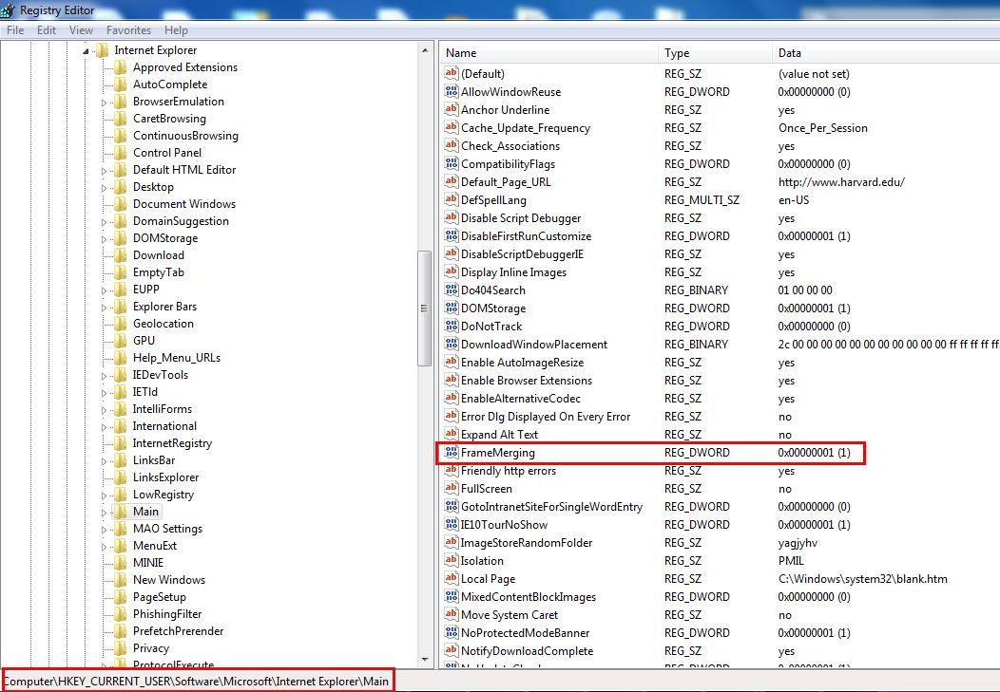 Registry Editor
File Edit View Favorites Help
Internet Explorer
Approved Extensions
AutoComplete
BrowserEmulation
CaretBrowsing
ContinuousBrowsing
Control Panel
Default HTML Editor
Desktop
Document Windows
DomainSuggestion
DOMStorage
Download
EmptyTab
EUPP
Explorer Bars
Geolocation
GPU
Help_Menu_URLs
IEDevTools
IETld
IntelliForms
International
InternetRegistry
LinksBar
LinksExplorer
LowRegistry
Main
MAO Settings
MenuExt
MINIE
New Windows
PageSetup
PhishingFilter
PrefetchPrerender
Privacy
ProtocolExecute
Name Type Data
(Default) REG_SZ (value not set)
AllowWindowReuse REG_DWORD 0x00000000 (0)
Anchor Underline REG_SZ yes
Cache_Update_Frequency REG_SZ Once_Per_Session
Check_Associations REG_SZ yes
CompatibilityFlags REG_DWORD 0x00000000 (0)
Default_Page_URL REG_SZ http://www.harvard.edu/
DefSpellLang REG_MULTI_SZ en-US
Disable Script Debugger REG_SZ yes
DisableFirstRunCustomize REG_DWORD 0x00000001 (1)
DisableScriptDebuggerIE REG_SZ yes
Display Inline Images REG_SZ yes
Do404Search REG_BINARY 01 00 00 00
DOMStorage REG_DWORD 0x00000001 (1)
DoNotTrack REG_DWORD 0x00000000 (0)
DownloadWindowPlacement REG_BINARY 2c 00 00 00 00 00 00 00 00 00 00 00 ff ff ff ff ff
Enable AutoImageResize REG_SZ yes
Enable Browser Extensions REG_SZ yes
EnableAlternativeCodec REG_SZ yes
Error Dlg Displayed On Every Error REG_SZ no
Expand Alt Text REG_SZ no
FrameMerging REG_DWORD 0x00000001 (1)
Friendly http errors REG_SZ yes
FullScreen REG_SZ no
GotoIntranetSiteForSingleWordEntry REG_DWORD 0x00000000 (0)
IE10TourNoShow REG_DWORD 0x00000001 (1)
ImageStoreRandomFolder REG_SZ yagjyhv
Isolation REG_SZ PMIL
Local Page REG_SZ C:\Windows\system32\blank.htm
MixedContentBlockImages REG_DWORD 0x00000000 (0)
Move System Caret REG_SZ no
NoProtectedModeBanner REG_DWORD 0x00000001 (1)
NotifyDownloadComplete REG_SZ yes
Computer\HKEY_CURRENT_USER\Software\Microsoft\Internet Explorer\Main